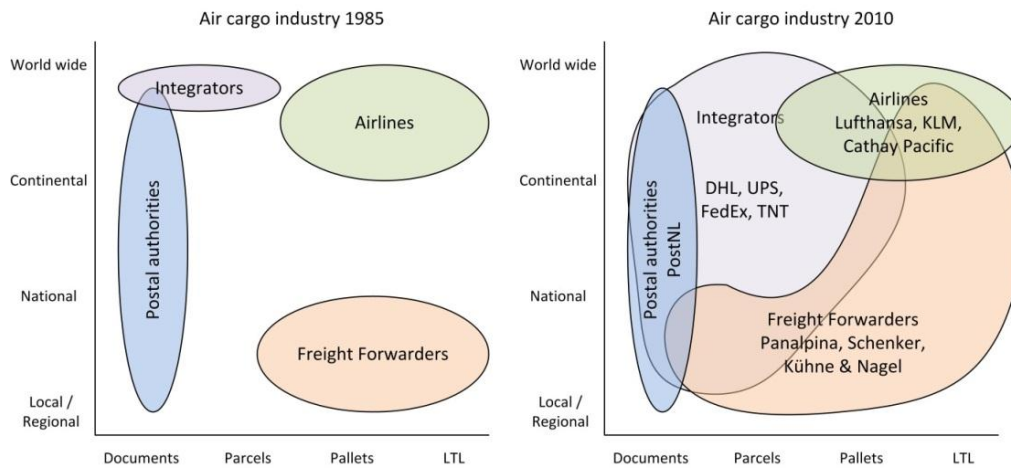 Air cargo industry 1985
World wide
Continental
National
Local /
Regional
Integrators
Airlines
Postal authorities
Freight Forwarders
Documents
Parcels
Pallets
LTL
Air cargo industry 2010
World wide
Continental
National
Local /
Regional
Integrators
DHL, UPS,
FedEx, TNT
Airlines
Lufthansa, KLM,
Cathay Pacific
Postal authorities
PostNL
Freight Forwarders
Panalpina, Schenker,
Kühne & Nagel
Documents
Parcels
Pallets
LTL